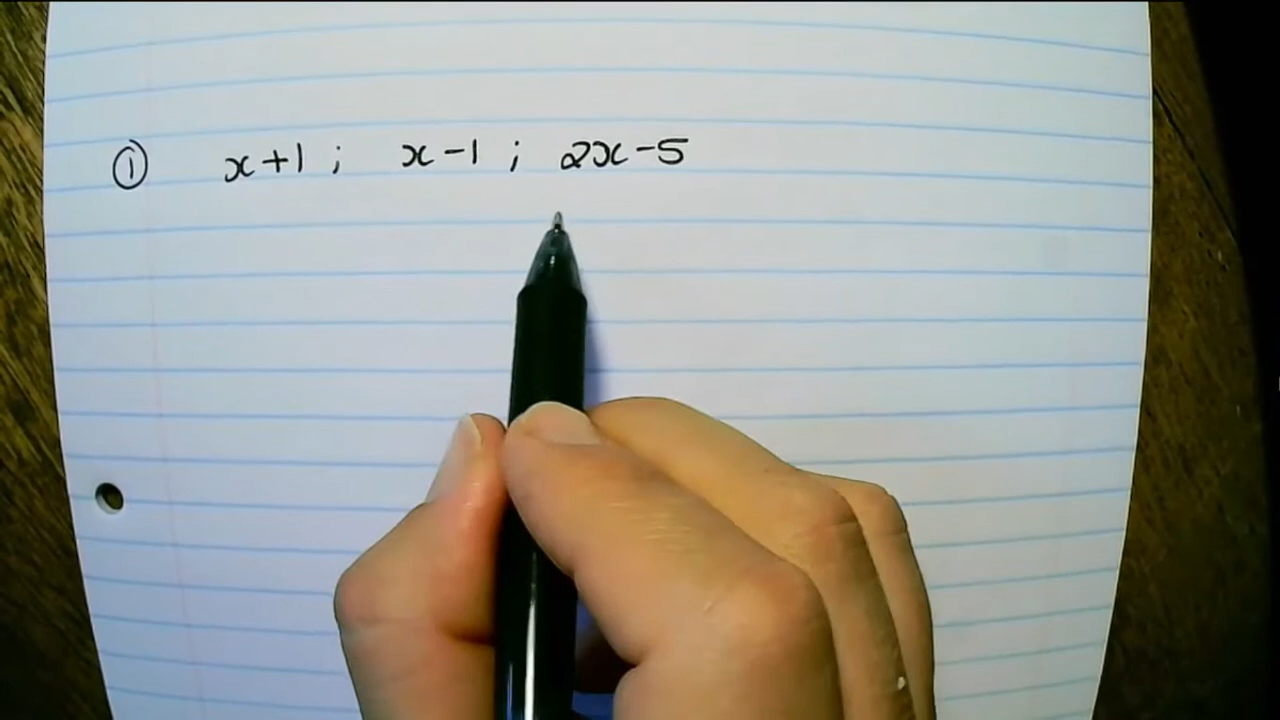 ① x+1 ; x-1 ; 2x-5